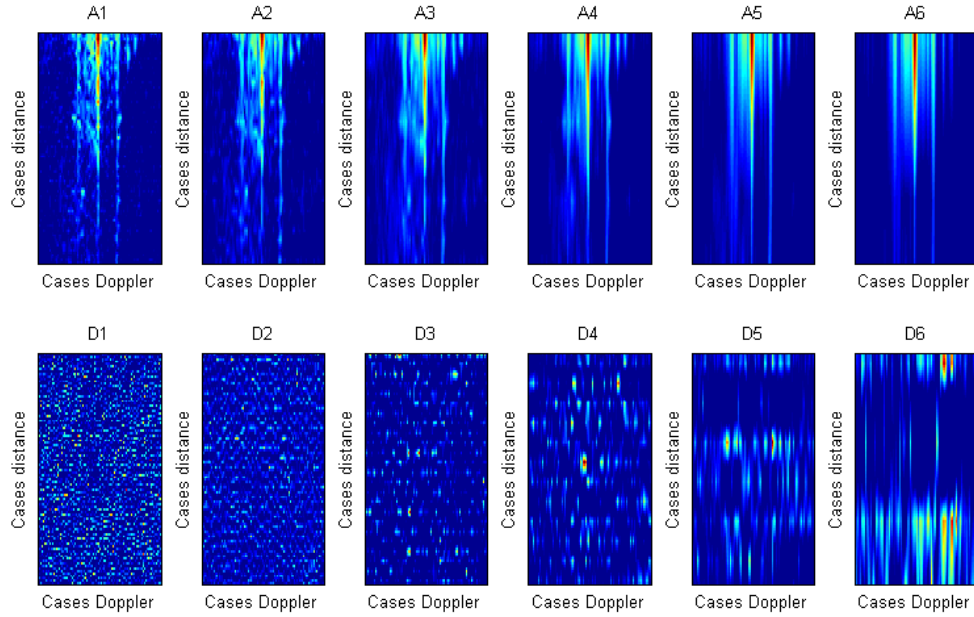 A1 A2 A3 A4 A5 A6
Cases distance Cases distance Cases distance Cases distance Cases distance Cases distance
Cases Doppler Cases Doppler Cases Doppler Cases Doppler Cases Doppler Cases Doppler
D1 D2 D3 D4 D5 D6
Cases distance Cases distance Cases distance Cases distance Cases distance Cases distance
Cases Doppler Cases Doppler Cases Doppler Cases Doppler Cases Doppler Cases Doppler